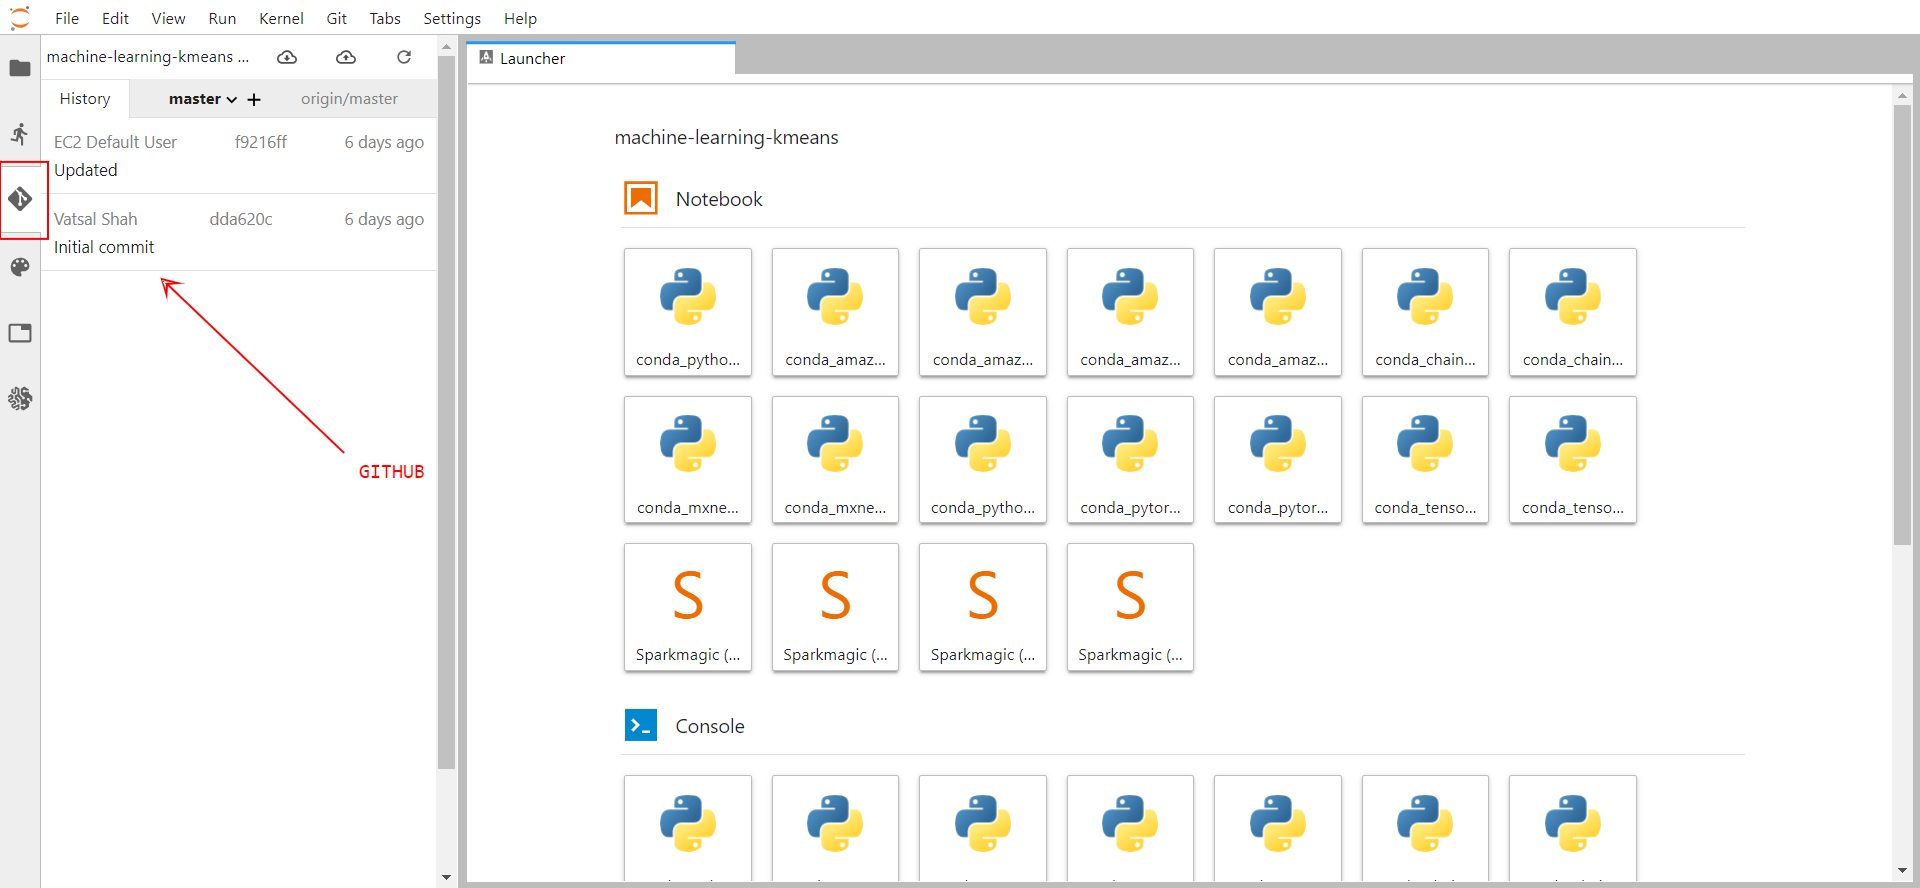 File Edit View Run Kernel Git Tabs Settings Help
machine-learning-kmeans ...
History master origin/master
EC2 Default User f9216ff 6 days ago
Updated
Vatsal Shah dda620c 6 days ago
Initial commit
GITHUB
Launcher
machine-learning-kmeans
Notebook
conda_pytho... conda_amaz... conda_amaz... conda_amaz... conda_amaz... conda_chain... conda_chain...
conda_mxne... conda_mxne... conda_pytho... conda_pytor... conda_pytor... conda_tenso... conda_tenso...
S S S S
Sparkmagic (... Sparkmagic (... Sparkmagic (... Sparkmagic (...
Console